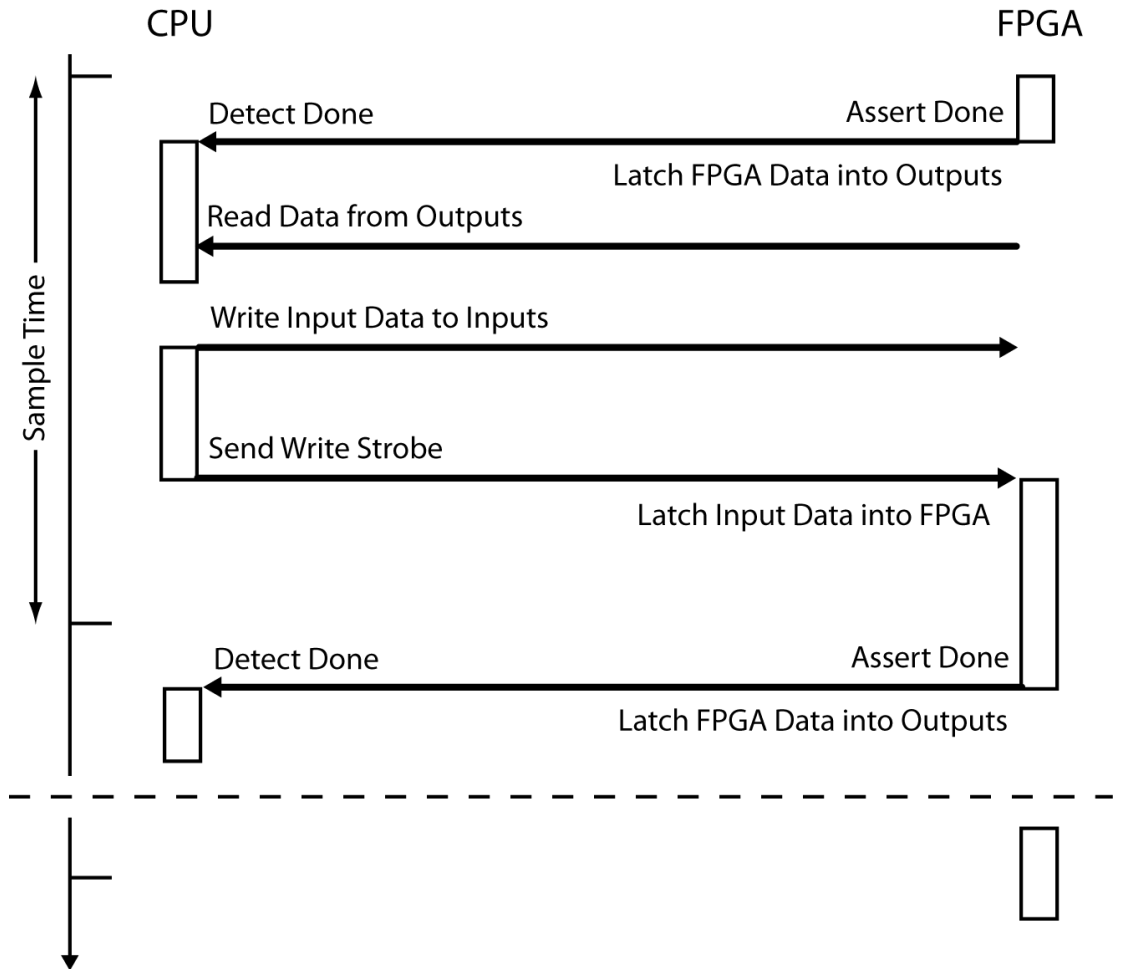 CPU
FPGA
Detect Done
Assert Done
Latch FPGA Data into Outputs
Read Data from Outputs
Sample Time
Write Input Data to Inputs
Send Write Strobe
Latch Input Data into FPGA
Detect Done
Assert Done
Latch FPGA Data into Outputs